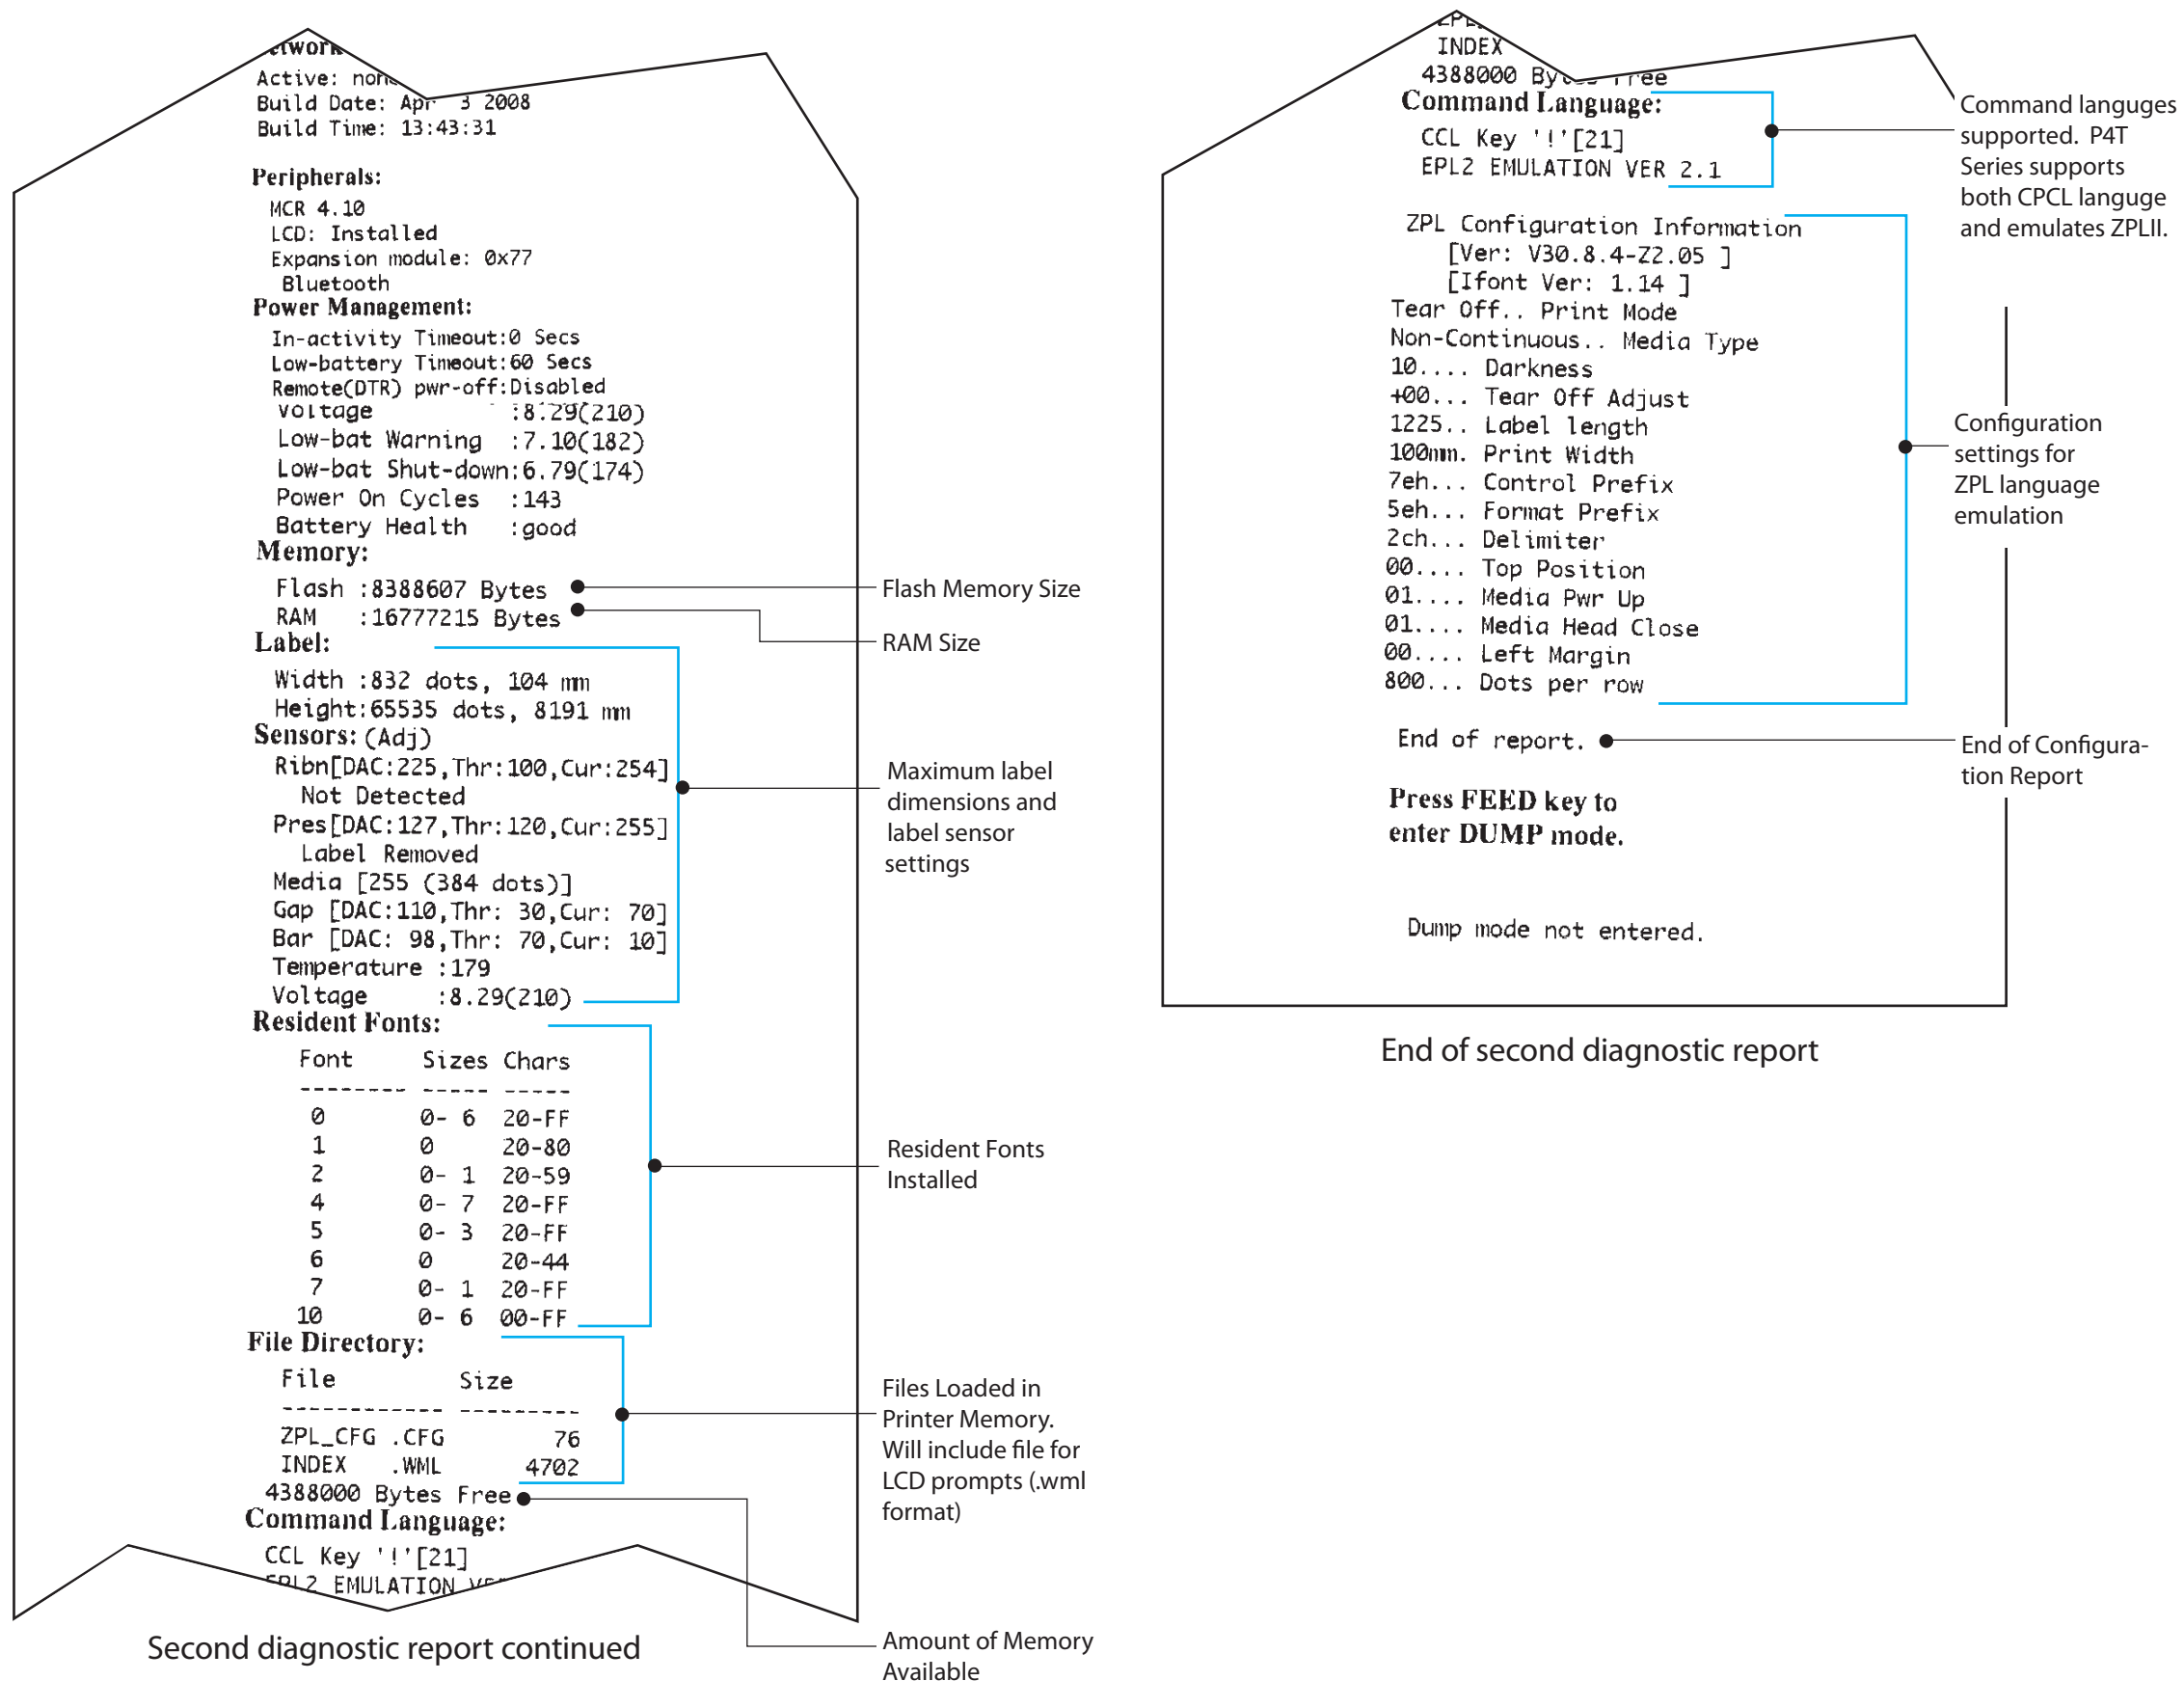 Active: none
Build Date: Apr 3 2008
Build Time: 13:43:31
Peripherals:
MCR 4.10
LCD: Installed
Expansion module: 0x77
Bluetooth
Power Management:
In-activity Timeout:0 Secs
Low-battery Timeout:60 Secs
Remote(DTR) pwr-off:Disabled
Voltage :8.29(210)
Low-bat Warning :7.10(182)
Low-bat Shut-down:6.79(174)
Power On Cycles :143
Battery Health :good
Memory:
Flash :8388607 Bytes
RAM :16777215 Bytes
Label:
Width :832 dots, 104 mm
Height:65535 dots, 8191 mm
Sensors: (Adj)
Ribn[DAC:225,Thr:100,Cur:254]
Not Detected
Pres[DAC:127,Thr:120,Cur:255]
Label Removed
Media [255 (384 dots)]
Gap [DAC:110,Thr: 30,Cur: 70]
Bar [DAC: 98,Thr: 70,Cur: 10]
Temperature :179
Voltage :8.29(210)
Resident Fonts:
Font Sizes Chars
-------- ----- -----
0 0- 6 20-FF
1 0 20-80
2 0- 1 20-59
4 0- 7 20-FF
5 0- 3 20-FF
6 0 20-44
7 0- 1 20-FF
10 0- 6 00-FF
File Directory:
File Size
------------ ---------
ZPL_CFG .CFG 76
INDEX .WML 4702
4388000 Bytes Free
Command Language:
CCL Key '!'[21]
EPL2 EMULATION
Flash Memory Size
RAM Size
Maximum label
dimensions and
label sensor
settings
Resident Fonts
Installed
Files Loaded in
Printer Memory.
Will include file for
LCD prompts (.wml
format)
Amount of Memory
Available
Second diagnostic report continued
INDEX
4388000 Bytes Free
Command Language:
CCL Key '!'[21]
EPL2 EMULATION VER 2.1
ZPL Configuration Information
[Ver: V30.8.4-Z2.05 ]
[Ifont Ver: 1.14 ]
Tear Off.. Print Mode
Non-Continuous.. Media Type
10.... Darkness
+00... Tear Off Adjust
1225.. Label length
100mm. Print Width
7eh... Control Prefix
5eh... Format Prefix
2ch... Delimiter
00.... Top Position
01.... Media Pwr Up
01.... Media Head Close
00.... Left Margin
800... Dots per row
End of report.
Press FEED key to
enter DUMP mode.
Dump mode not entered.
Command languges
supported. P4T
Series supports
both CPCL languge
and emulates ZPLII.
Configuration
settings for
ZPL language
emulation
End of Configura-
tion Report
End of second diagnostic report